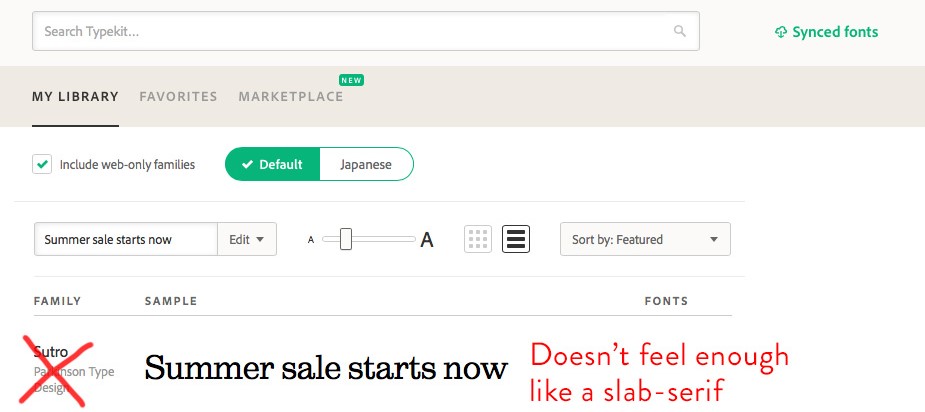 Search Typekit...
Synced fonts
NEW
MY LIBRARY FAVORITES MARKETPLACE
Include web-only families Default Japanese
Summer sale starts now Edit A A Sort by: Featured
FAMILY SAMPLE FONTS
Sutro
Parkinson Type
Design
Summer sale starts now
Doesn't feel enough
like a slab-serif